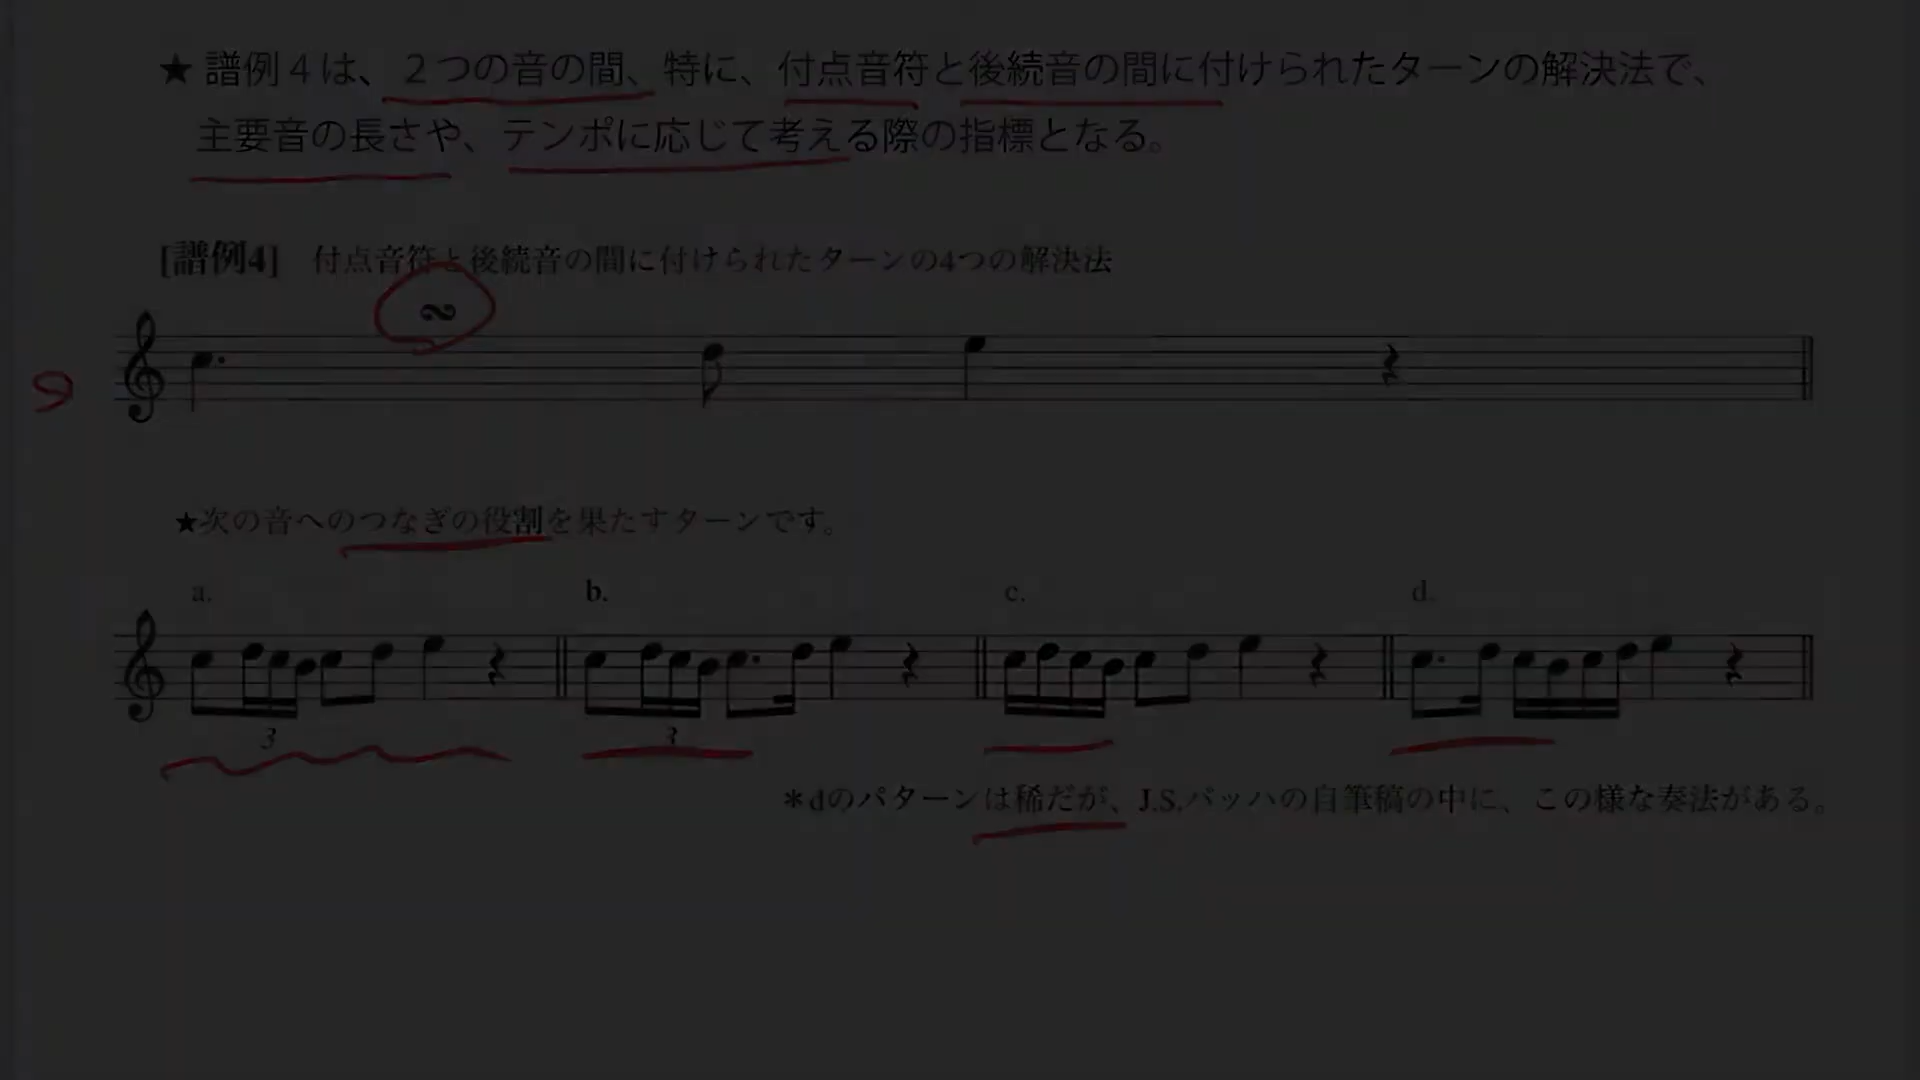 ★ 譜例４は、２つの音の間、特に、付点音符と後続音の間に付けられたターンの解決法で、
主要音の長さや、テンポに応じて考える際の指標となる。
[譜例4] 付点音符と後続音の間に付けられたターンの4つの解決法
★次の音へのつなぎの役割を果たすターンです。
a. b. c. d.
3 3
＊dのパターンは稀だが、J.S.バッハの自筆稿の中に、この様な奏法がある。